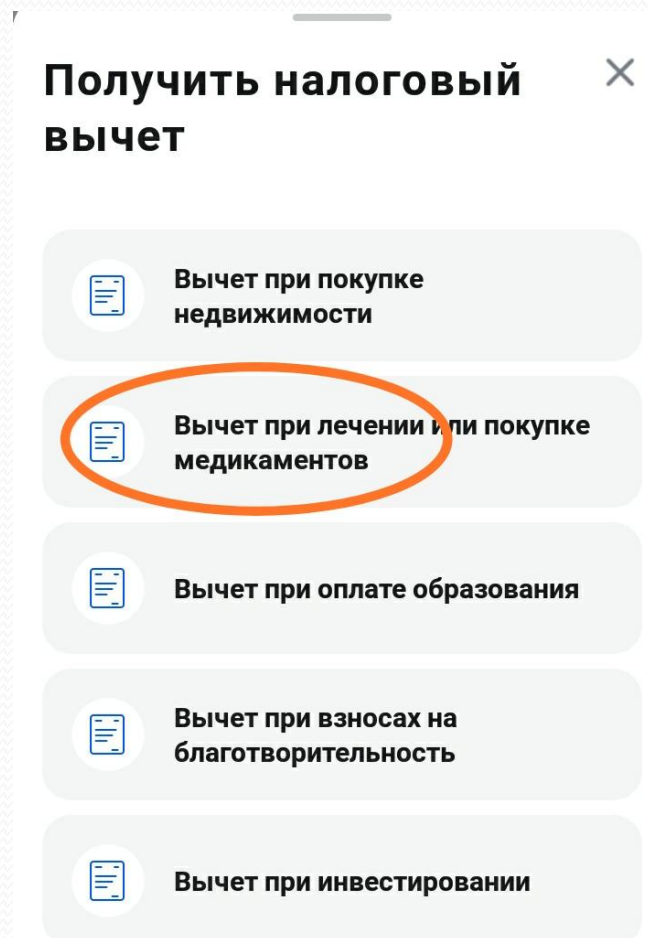 Получить налоговый
вычет
Вычет при покупке
недвижимости
Вычет при лечении или покупке
медикаментов
Вычет при оплате образования
Вычет при взносах на
благотворительность
Вычет при инвестировании